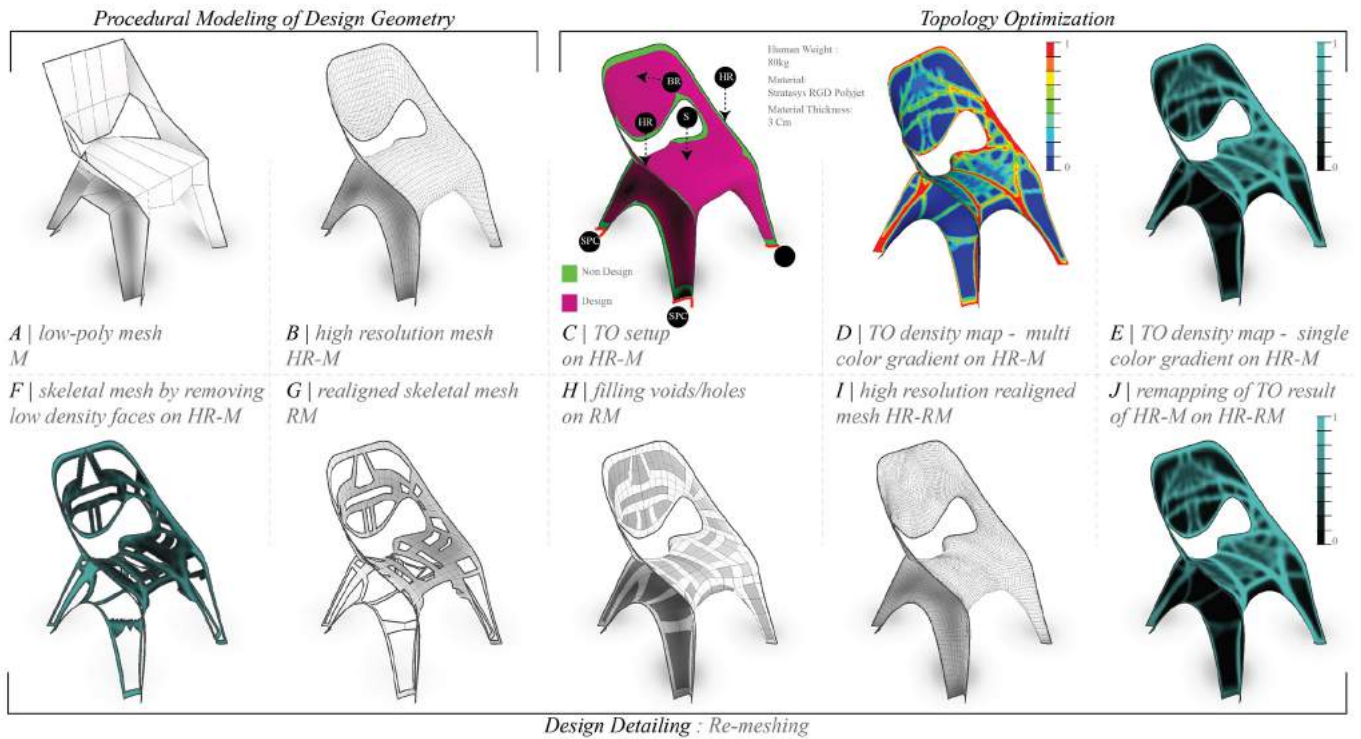 Procedural Modeling of Design Geometry
Topology Optimization
Human Weight :
80kg
Material:
Stratasys RGD Polyjet
Material Thickness:
3 Cm
BR
HR
HR
S
SPC
SPC
Non Design
Design
1
0
1
0
A | low-poly mesh
M
B | high resolution mesh
HR-M
C | TO setup
on HR-M
D | TO density map - multi
color gradient on HR-M
E | TO density map - single
color gradient on HR-M
F | skeletal mesh by removing
low density faces on HR-M
G | realigned skeletal mesh
RM
H | filling voids/holes
on RM
I | high resolution realigned
mesh HR-RM
J | remapping of TO result
of HR-M on HR-RM
1
0
Design Detailing : Re-meshing